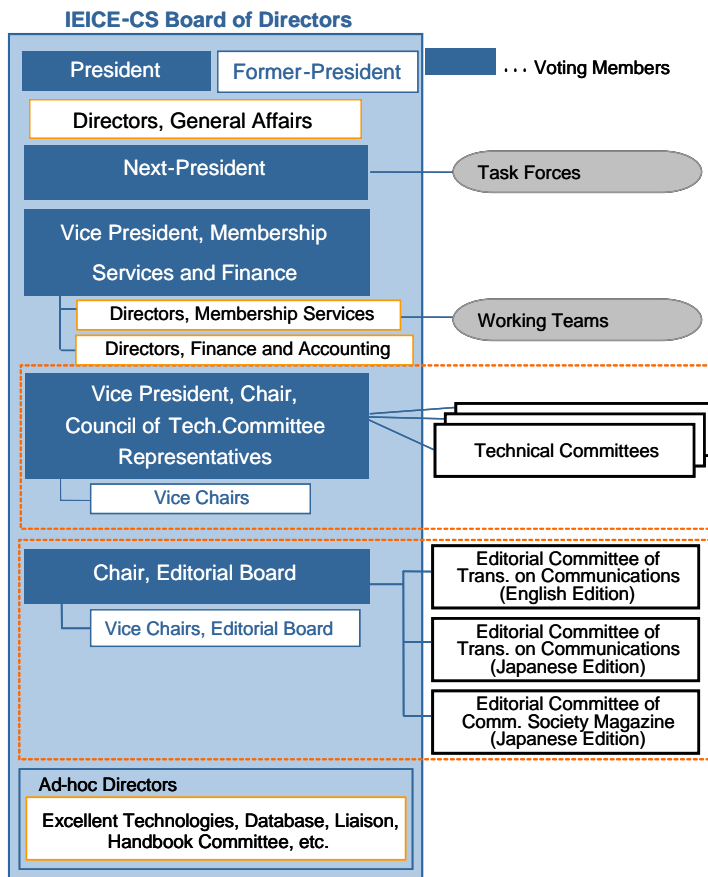 IEICE-CS Board of Directors
President
Former-President
... Voting Members
Directors, General Affairs
Next-President
Task Forces
Vice President, Membership
Services and Finance
Directors, Membership Services
Working Teams
Directors, Finance and Accounting
Vice President, Chair,
Council of Tech.Committee
Representatives
Technical Committees
Vice Chairs
Chair, Editorial Board
Vice Chairs, Editorial Board
Editorial Committee of
Trans. on Communications
(English Edition)
Editorial Committee of
Trans. on Communications
(Japanese Edition)
Editorial Committee of
Comm. Society Magazine
(Japanese Edition)
Ad-hoc Directors
Excellent Technologies, Database, Liaison,
Handbook Committee, etc.